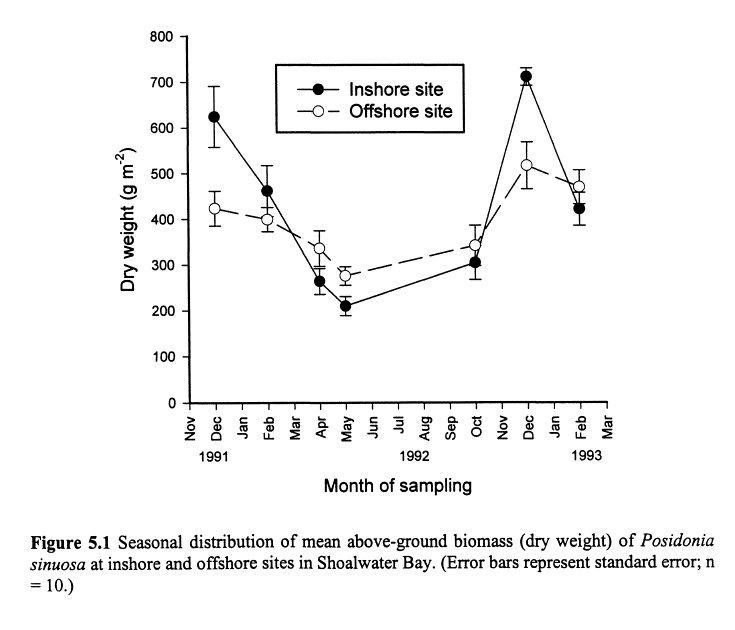 800
700
600
500
400
300
200
100
0
Dry weight (g m-2)
Inshore site
Offshore site
Nov
Dec
Jan
Feb
Mar
Apr
May
Jun
Jul
Aug
Sep
Oct
Nov
Dec
Jan
Feb
Mar
1991
1992
1993
Month of sampling
Figure 5.1 Seasonal distribution of mean above-ground biomass (dry weight) of Posidonia
sinuosa at inshore and offshore sites in Shoalwater Bay. (Error bars represent standard error; n
= 10.)